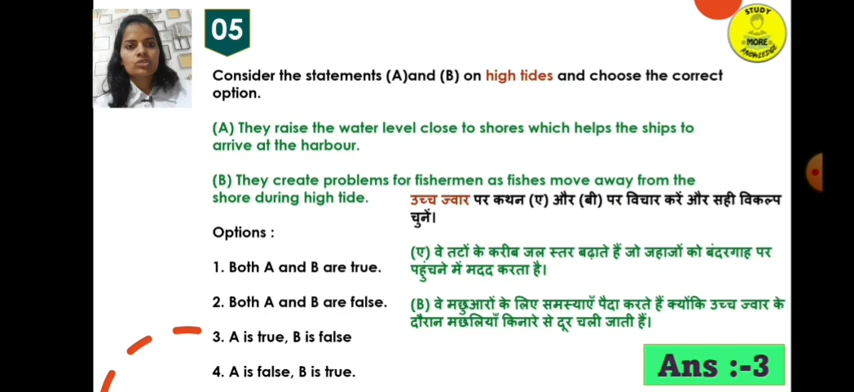 05
STUDY
MORE
KNOWLEDGE
Consider the statements (A)and (B) on high tides and choose the correct
option.
(A) They raise the water level close to shores which helps the ships to
arrive at the harbour.
(B) They create problems for fishermen as fishes move away from the
shore during high tide.
उच्च ज्वार पर कथन (ए) और (बी) पर विचार करें और सही विकल्प
चुनें।
Options :
(ए) वे तटों के करीब जल स्तर बढ़ाते हैं जो जहाजों को बंदरगाह पर
पहुंचने में मदद करता है।
1. Both A and B are true.
2. Both A and B are false.
(B) वे मछुआरों के लिए समस्याएँ पैदा करते हैं क्योंकि उच्च ज्वार के
दौरान मछलियाँ किनारे से दूर चली जाती हैं।
3. A is true, B is false
4. A is false, B is true.
Ans :-3